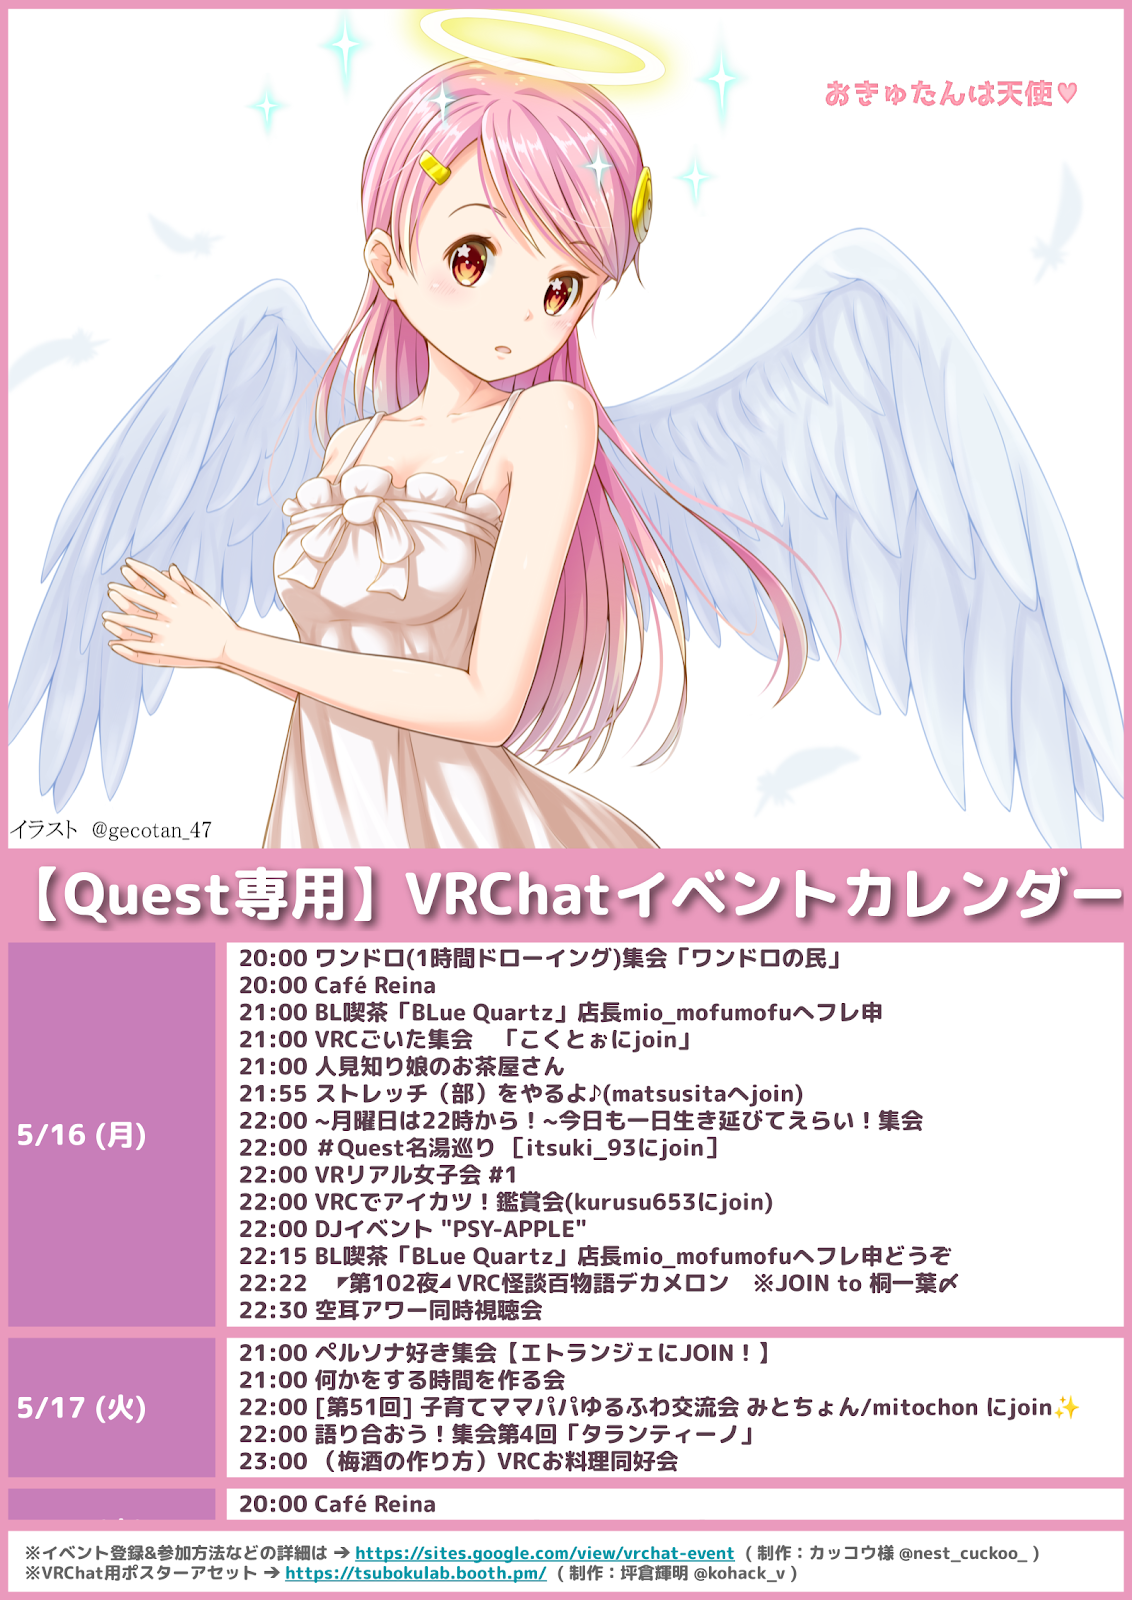 おきゅたんは天使♥
イラスト @gecotan_47
【Quest専用】VRChatイベントカレンダー
5/16 (月)
20:00 ワンドロ(1時間ドローイング)集会「ワンドロの民」
20:00 Café Reina
21:00 BL喫茶「BLue Quartz」店長mio_mofumofuへフレ申
21:00 VRCごいた集会 「こくとぉにjoin」
21:00 人見知り娘のお茶屋さん
21:55 ストレッチ（部）をやるよ♪(matsusitaへjoin)
22:00 ~月曜日は22時から！~今日も一日生き延びてえらい！集会
22:00 ＃Quest名湯巡り ［itsuki_93にjoin］
22:00 VRリアル女子会 #1
22:00 VRCでアイカツ！鑑賞会(kurusu653にjoin)
22:00 DJイベント "PSY-APPLE"
22:15 BL喫茶「BLue Quartz」店長mio_mofumofuへフレ申どうぞ
22:22 ◤第102夜◢ VRC怪談百物語デカメロン ※JOIN to 桐一葉〆
22:30 空耳アワー同時視聴会
5/17 (火)
21:00 ペルソナ好き集会【エトランジェにJOIN！】
21:00 何かをする時間を作る会
22:00 [第51回] 子育てママパパゆるふわ交流会 みとちょん/mitochon にjoin✨
22:00 語り合おう！集会第4回「タランティーノ」
23:00 （梅酒の作り方）VRCお料理同好会
20:00 Café Reina
※イベント登録&参加方法などの詳細は → https://sites.google.com/view/vrchat-event ( 制作：カッコウ様 @nest_cuckoo_ )
※VRChat用ポスターアセット → https://tsubokulab.booth.pm/ ( 制作：坪倉輝明 @kohack_v )